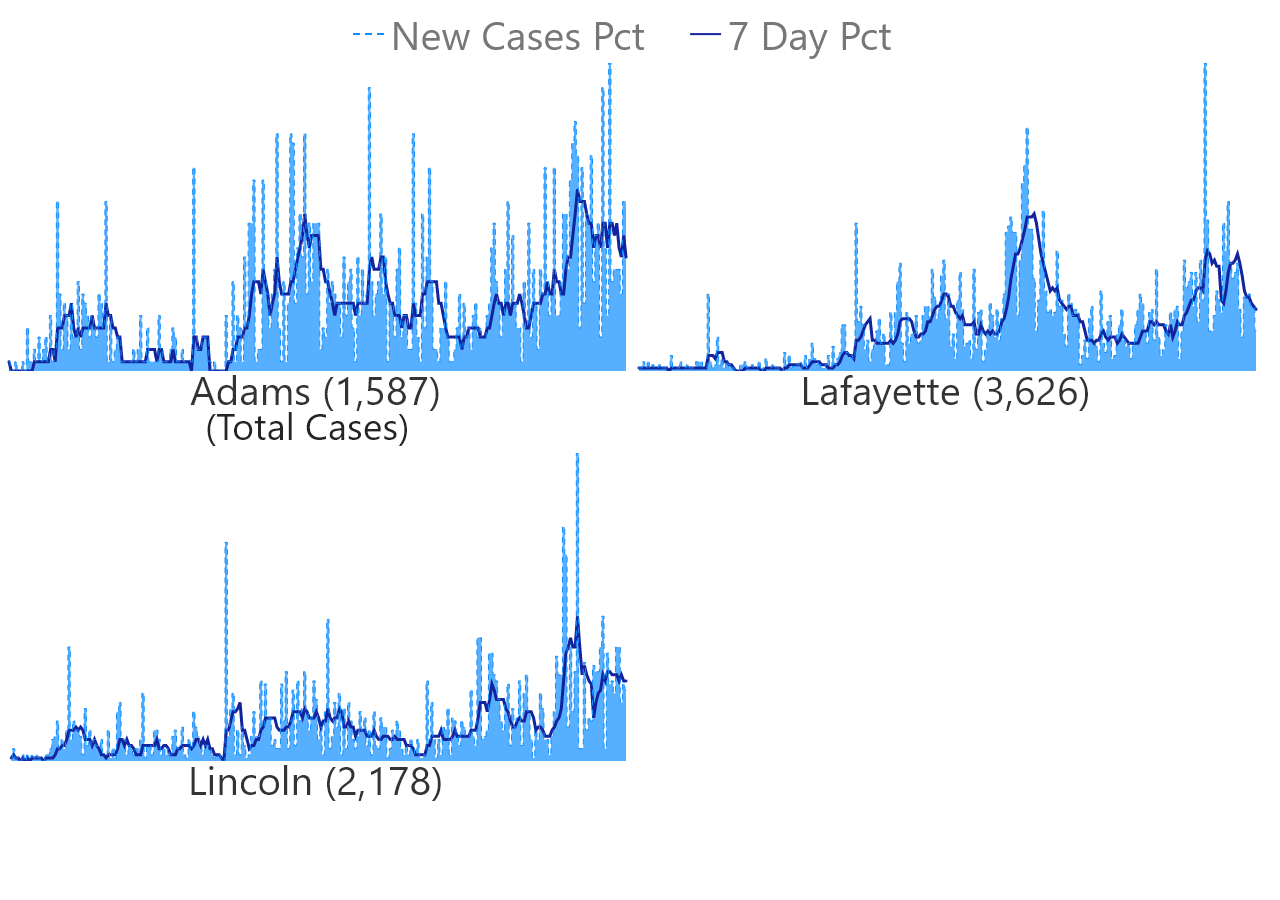 New Cases Pct 7 Day Pct
Adams (1,587)
(Total Cases)
Lafayette (3,626)
Lincoln (2,178)